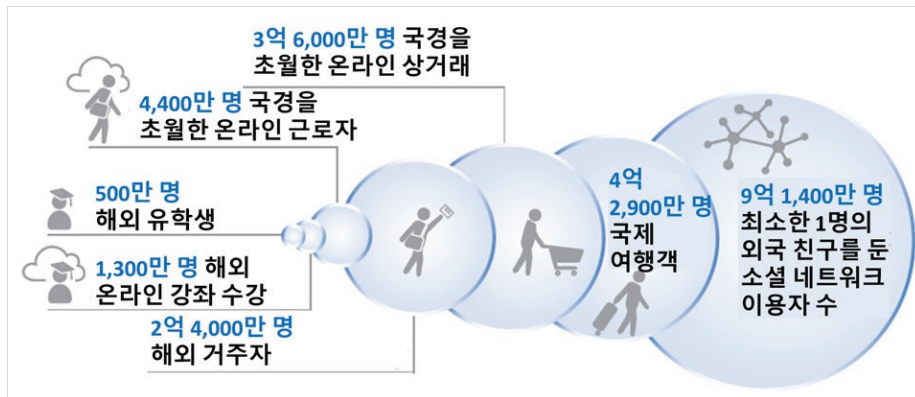 3억 6,000만 명 국경을
초월한 온라인 상거래
4,400만 명 국경을
초월한 온라인 근로자
500만 명
해외 유학생
1,300만 명 해외
온라인 강좌 수강
2억 4,000만 명
해외 거주자
4억
2,900만 명
국제
여행객
9억 1,400만 명
최소한 1명의
외국 친구를 둔
소셜 네트워크
이용자 수